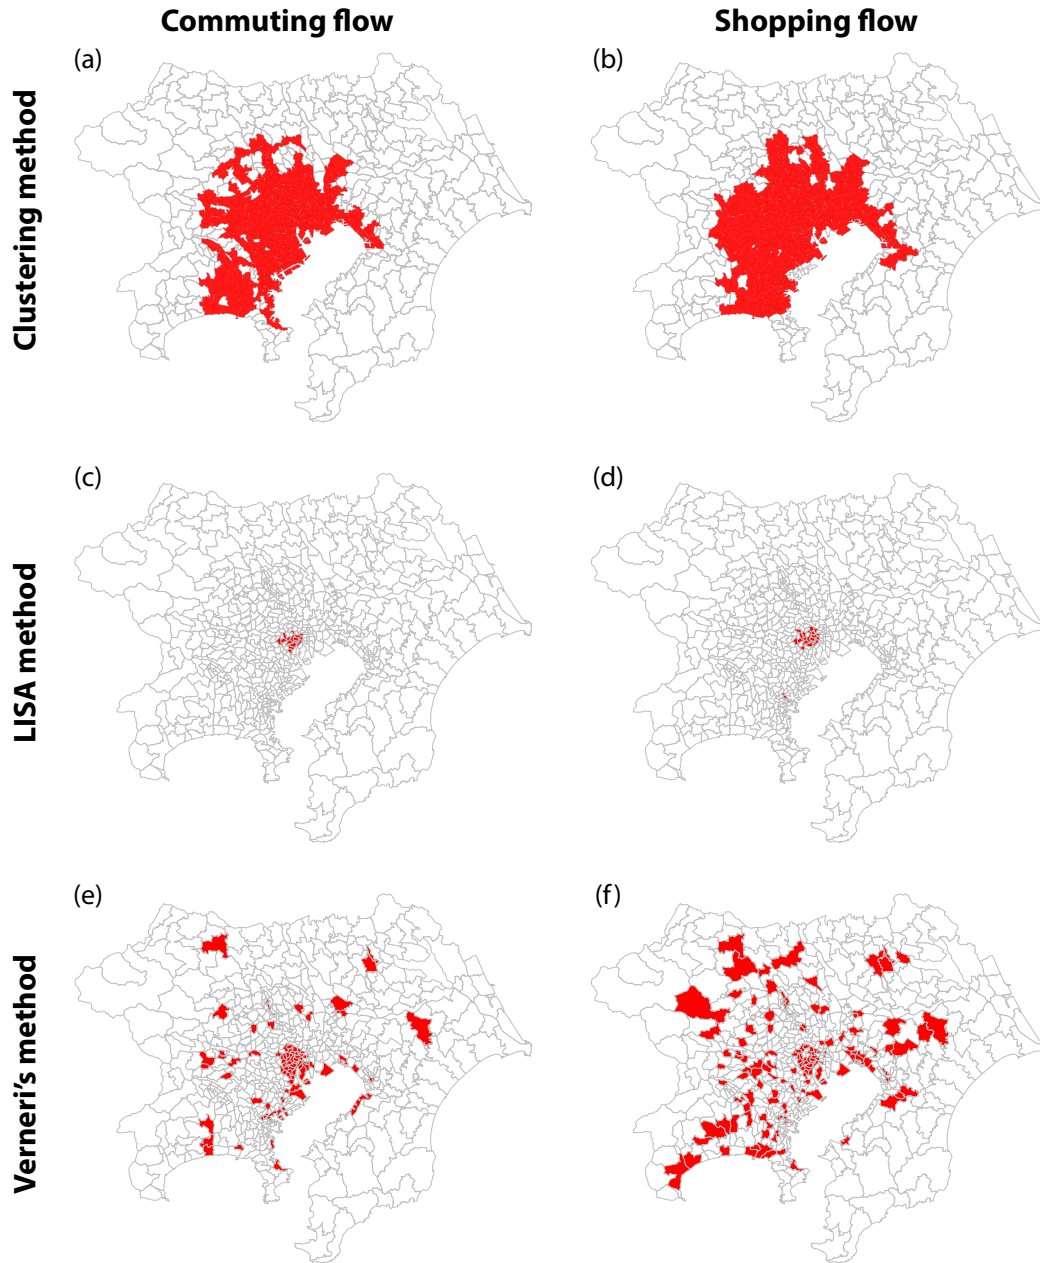 Commuting flow
Shopping flow
Clustering method
(a)
(b)
LISA method
(c)
(d)
Verneri's method
(e)
(f)